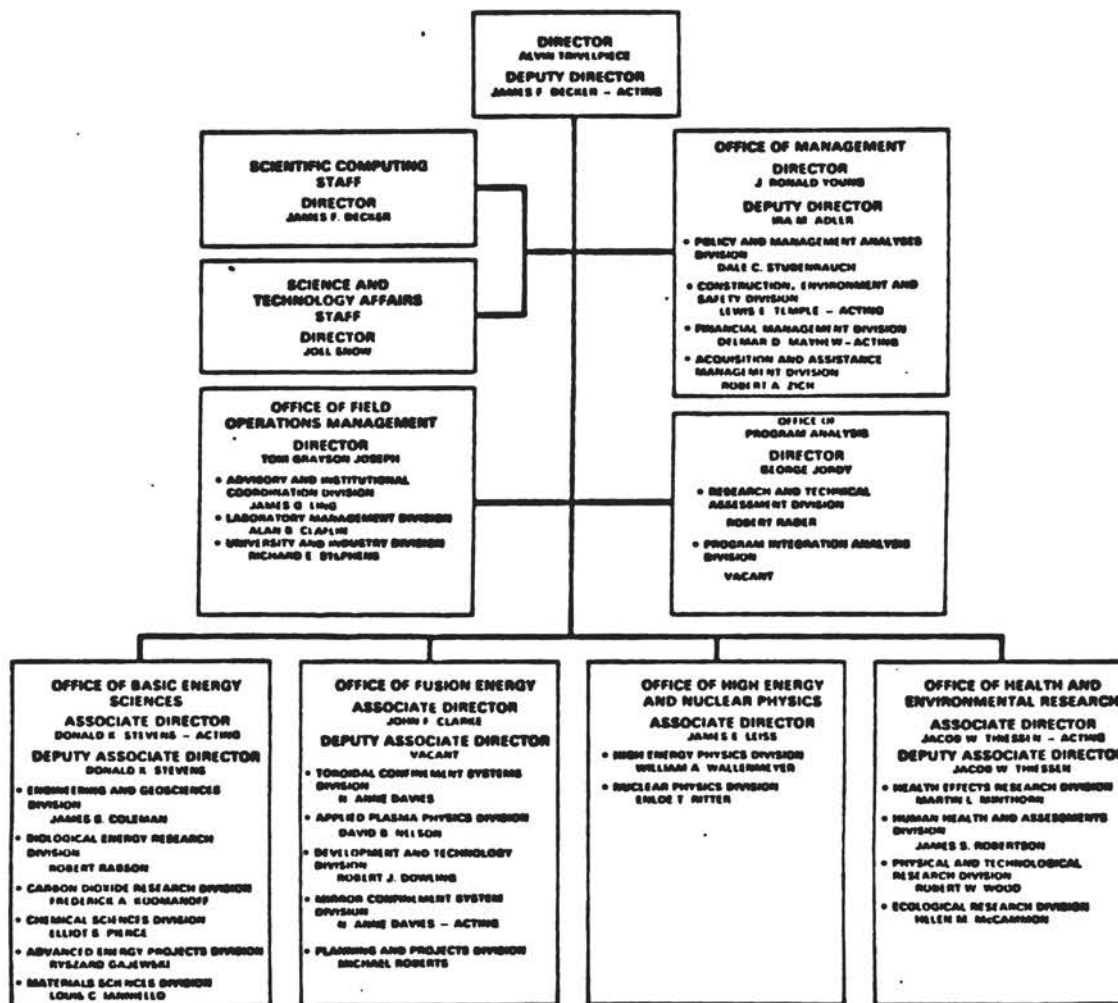 DIRECTOR
ALVIN TRIVELPIECE
DEPUTY DIRECTOR
JAMES F. DECKER – ACTING
SCIENTIFIC COMPUTING
STAFF
DIRECTOR
JAMES F. DECKER
SCIENCE AND
TECHNOLOGY AFFAIRS
STAFF
DIRECTOR
JOEL SNOW
OFFICE OF MANAGEMENT
DIRECTOR
J. RONALD YOUNG
DEPUTY DIRECTOR
IRA M. ADLER
• POLICY AND MANAGEMENT ANALYSES
DIVISION
DALE C. STUBENRAUCH
• CONSTRUCTION, ENVIRONMENT AND
SAFETY DIVISION
LEWIS E. TEMPLE – ACTING
• FINANCIAL MANAGEMENT DIVISION
DELMAR D. MAYHEW – ACTING
• ACQUISITION AND ASSISTANCE
MANAGEMENT DIVISION
ROBERT A. ZICH
OFFICE OF FIELD
OPERATIONS MANAGEMENT
DIRECTOR
TOM GRAYSON JOSEPH
• ADVISORY AND INSTITUTIONAL
COORDINATION DIVISION
JAMES G. LING
• LABORATORY MANAGEMENT DIVISION
ALAN B. CLAFLIN
• UNIVERSITY AND INDUSTRY DIVISION
RICHARD E. STEPHENS
OFFICE OF
PROGRAM ANALYSIS
DIRECTOR
GEORGE JORDY
• RESEARCH AND TECHNICAL
ASSESSMENT DIVISION
ROBERT RADER
• PROGRAM INTEGRATION ANALYSIS
DIVISION
VACANT
OFFICE OF BASIC ENERGY
SCIENCES
ASSOCIATE DIRECTOR
DONALD K. STEVENS – ACTING
DEPUTY ASSOCIATE DIRECTOR
DONALD K. STEVENS
• ENGINEERING AND GEOSCIENCES
DIVISION
JAMES S. COLEMAN
• BIOLOGICAL ENERGY RESEARCH
DIVISION
ROBERT RABSON
• CARBON DIOXIDE RESEARCH DIVISION
FREDERICK A. KOOMANOFF
• CHEMICAL SCIENCES DIVISION
ELLIOT S. PIERCE
• ADVANCED ENERGY PROJECTS DIVISION
RYSZARD GAJEWSKI
• MATERIALS SCIENCES DIVISION
LOUIS C. IANNIELLO
OFFICE OF FUSION ENERGY
ASSOCIATE DIRECTOR
JOHN F. CLARKE
DEPUTY ASSOCIATE DIRECTOR
VACANT
• TOROIDAL CONFINEMENT SYSTEMS
DIVISION
N. ANNE DAVIES
• APPLIED PLASMA PHYSICS DIVISION
DAVID B. NELSON
• DEVELOPMENT AND TECHNOLOGY
DIVISION
ROBERT J. DOWLING
• MIRROR CONFINEMENT SYSTEM
DIVISION
N. ANNE DAVIES – ACTING
• PLANNING AND PROJECTS DIVISION
MICHAEL ROBERTS
OFFICE OF HIGH ENERGY
AND NUCLEAR PHYSICS
ASSOCIATE DIRECTOR
JAMES E. LEISS
• HIGH ENERGY PHYSICS DIVISION
WILLIAM A. WALLENMEYER
• NUCLEAR PHYSICS DIVISION
ENLOE T. RITTER
OFFICE OF HEALTH AND
ENVIRONMENTAL RESEARCH
ASSOCIATE DIRECTOR
JACOB W. THIESSEN – ACTING
DEPUTY ASSOCIATE DIRECTOR
JACOB W. THIESSEN
• HEALTH EFFECTS RESEARCH DIVISION
MARTIN L. MINTHORN
• HUMAN HEALTH AND ASSESSMENTS
DIVISION
JAMES S. ROBERTSON
• PHYSICAL AND TECHNOLOGICAL
RESEARCH DIVISION
ROBERT W. WOOD
• ECOLOGICAL RESEARCH DIVISION
HELEN M. McCAMMON